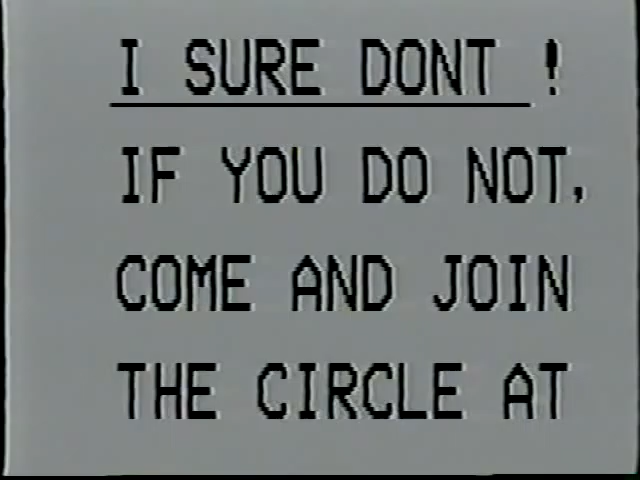 I SURE DONT !
IF YOU DO NOT,
COME AND JOIN
THE CIRCLE AT